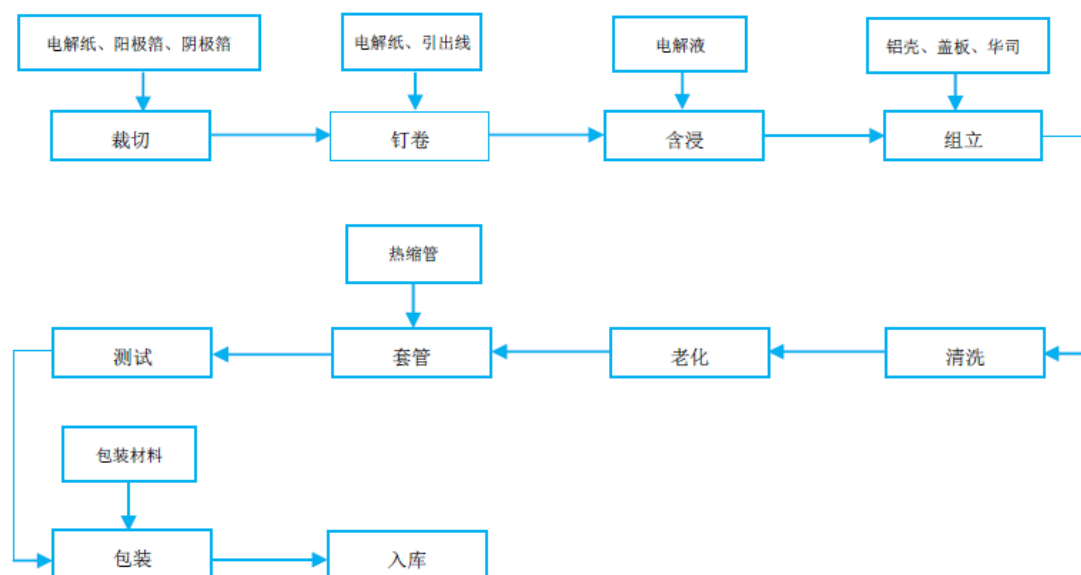 电解纸、阳极箔、阴极箔
电解纸、引出线
电解液
铝壳、盖板、华司
裁切
钉卷
含浸
组立
热缩管
测试
套管
老化
清洗
包装材料
包装
入库